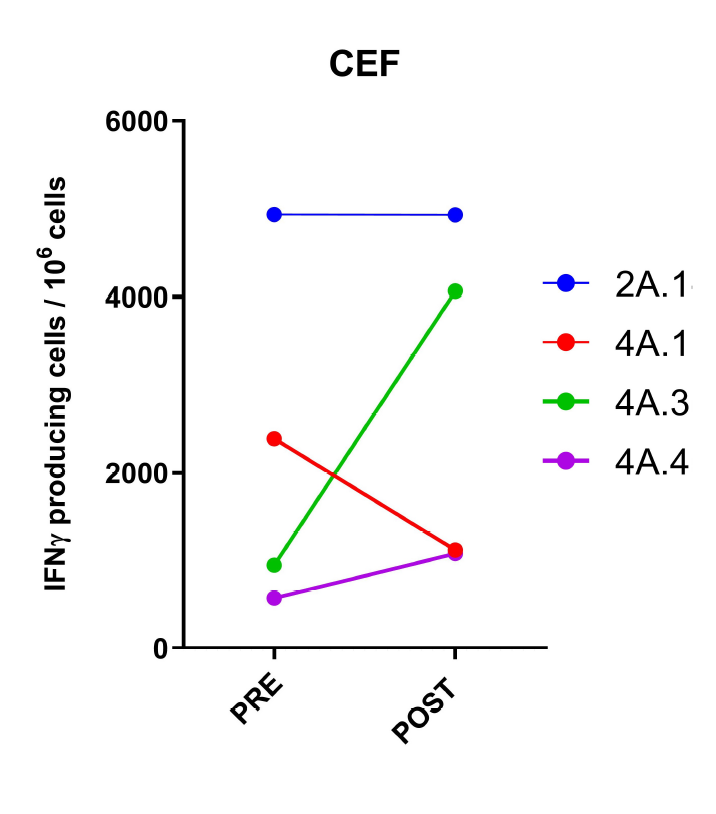 CEF
6000
4000
2000
0
IFNγ producing cells / 10⁶ cells
PRE
POST
2A.1
4A.1
4A.3
4A.4